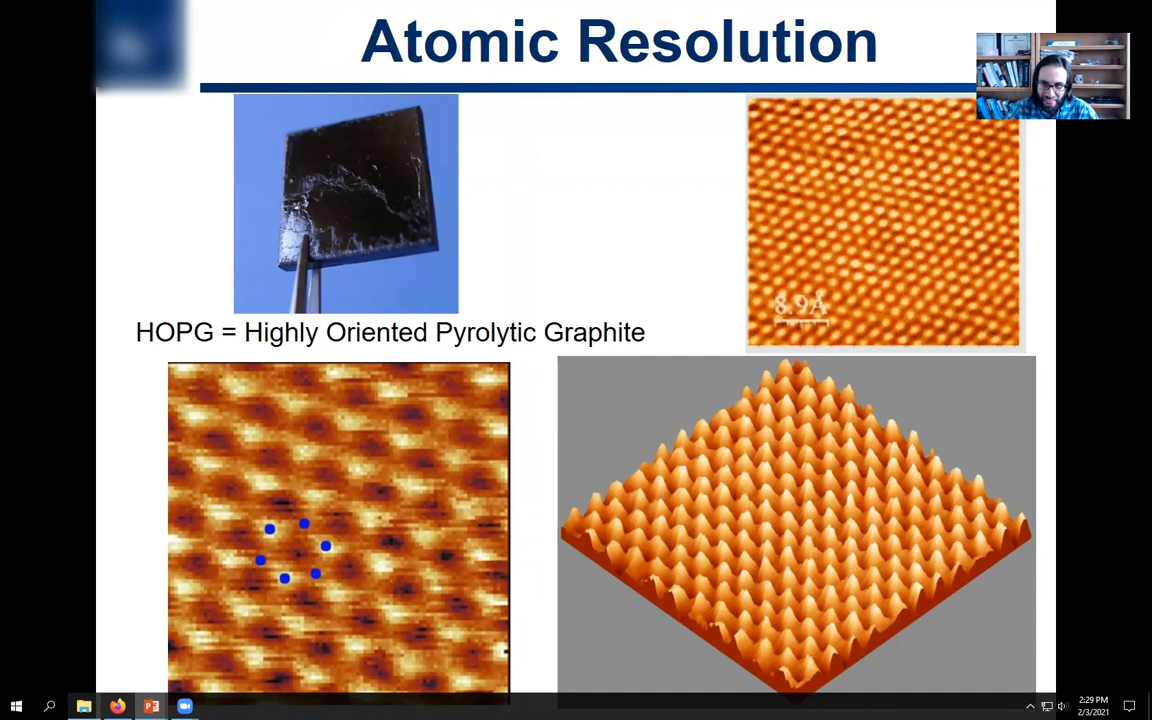 Atomic Resolution
8.9Å
HOPG = Highly Oriented Pyrolytic Graphite
2:29 PM
2/3/2021